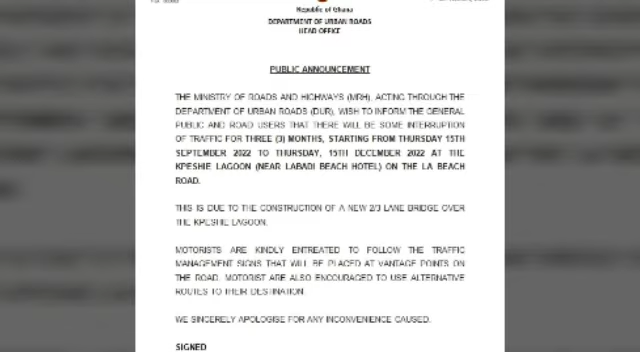 Republic of Ghana
DEPARTMENT OF URBAN ROADS
HEAD OFFICE
PUBLIC ANNOUNCEMENT
THE MINISTRY OF ROADS AND HIGHWAYS (MRH), ACTING THROUGH THE
DEPARTMENT OF URBAN ROADS (DUR), WISH TO INFORM THE GENERAL
PUBLIC AND ROAD USERS THAT THERE WILL BE SOME INTERRUPTION
OF TRAFFIC FOR THREE (3) MONTHS, STARTING FROM THURSDAY 15TH
SEPTEMBER 2022 TO THURSDAY, 15TH DECEMBER 2022 AT THE
KPESHIE LAGOON (NEAR LABADI BEACH HOTEL) ON THE LA BEACH
ROAD.
THIS IS DUE TO THE CONSTRUCTION OF A NEW 2/3 LANE BRIDGE OVER
THE KPESHIE LAGOON.
MOTORISTS ARE KINDLY ENTREATED TO FOLLOW THE TRAFFIC
MANAGEMENT SIGNS THAT WILL BE PLACED AT VANTAGE POINTS ON
THE ROAD. MOTORIST ARE ALSO ENCOURAGED TO USE ALTERNATIVE
ROUTES TO THEIR DESTINATION.
WE SINCERELY APOLOGISE FOR ANY INCONVENIENCE CAUSED.
SIGNED